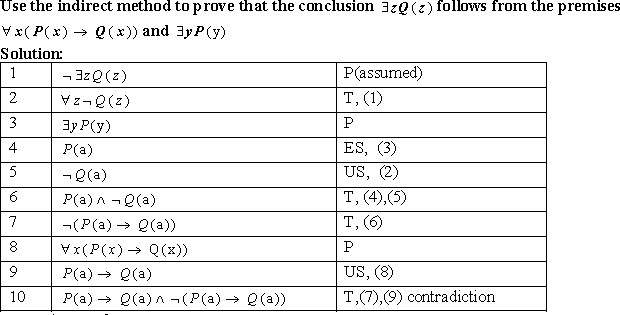 Use the indirect method to prove that the conclusion ∃zQ(z) follows from the premises
∀x(P(x) → Q(x)) and ∃yP(y)
Solution:
1 ¬∃zQ(z) P(assumed)
2 ∀z¬Q(z) T, (1)
3 ∃yP(y) P
4 P(a) ES, (3)
5 ¬Q(a) US, (2)
6 P(a) ∧ ¬Q(a) T, (4),(5)
7 ¬(P(a) → Q(a)) T, (6)
8 ∀x(P(x) → Q(x)) P
9 P(a) → Q(a) US, (8)
10 P(a) → Q(a) ∧ ¬(P(a) → Q(a)) T,(7),(9) contradiction